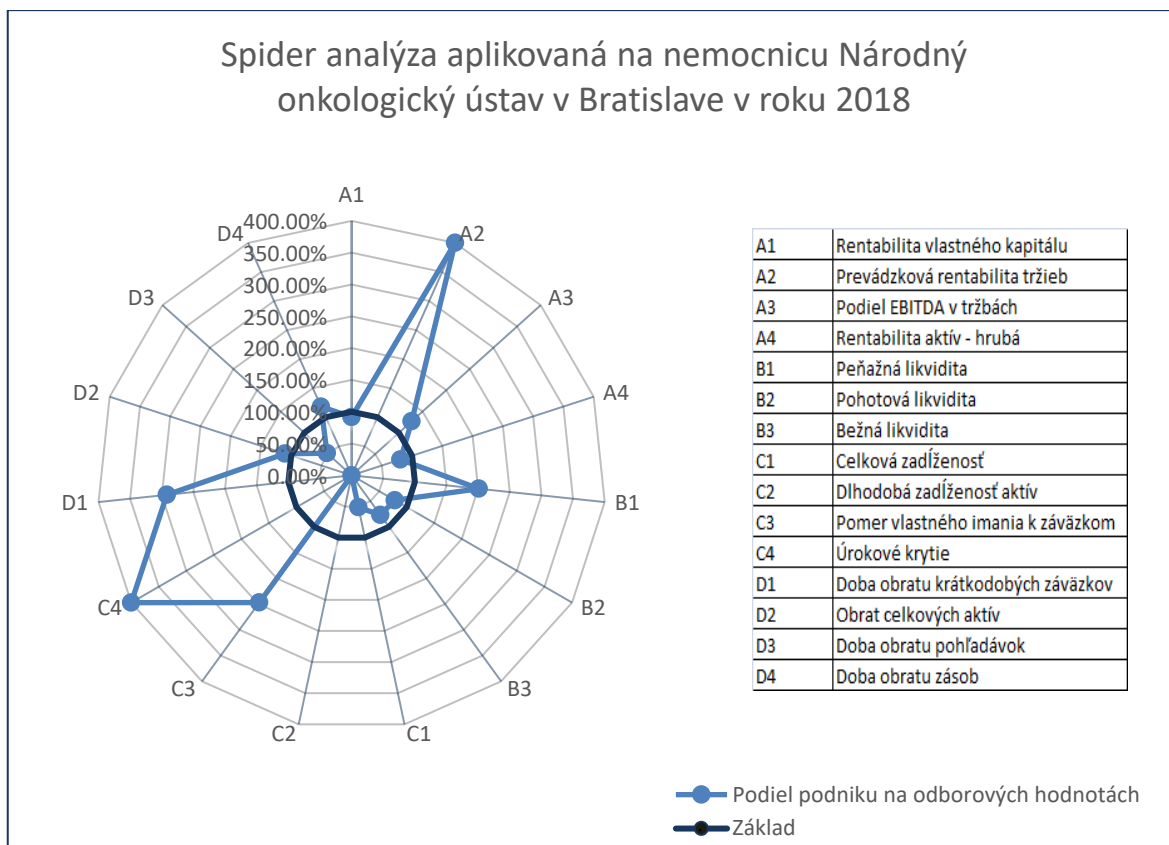 Spider analýza aplikovaná na nemocnicu Národný
onkologický ústav v Bratislave v roku 2018
A1
A2
A3
A4
B1
B2
B3
C1
C2
C3
C4
D1
D2
D3
D4
400.00%
350.00%
300.00%
250.00%
200.00%
150.00%
100.00%
50.00%
0.00%
A1 Rentabilita vlastného kapitálu
A2 Prevádzková rentabilita tržieb
A3 Podiel EBITDA v tržbách
A4 Rentabilita aktív - hrubá
B1 Peňažná likvidita
B2 Pohotová likvidita
B3 Bežná likvidita
C1 Celková zadĺženosť
C2 Dlhodobá zadĺženosť aktív
C3 Pomer vlastného imania k záväzkom
C4 Úrokové krytie
D1 Doba obratu krátkodobých záväzkov
D2 Obrat celkových aktív
D3 Doba obratu pohľadávok
D4 Doba obratu zásob
Podiel podniku na odborových hodnotách
Základ